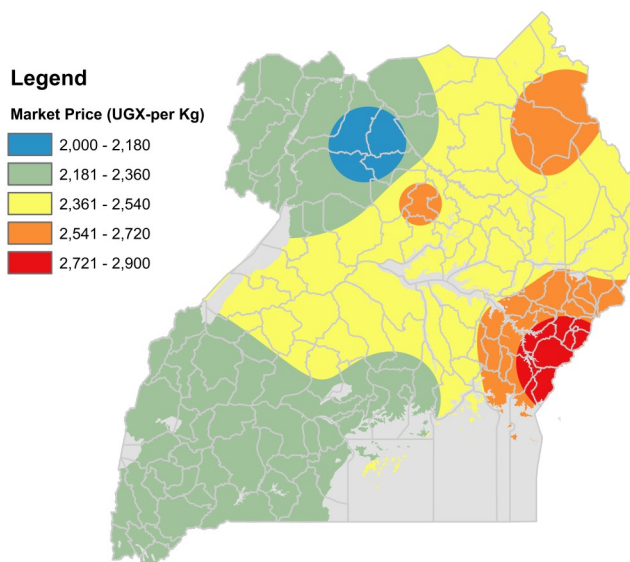 Legend
Market Price (UGX-per Kg)
2,000 - 2,180
2,181 - 2,360
2,361 - 2,540
2,541 - 2,720
2,721 - 2,900